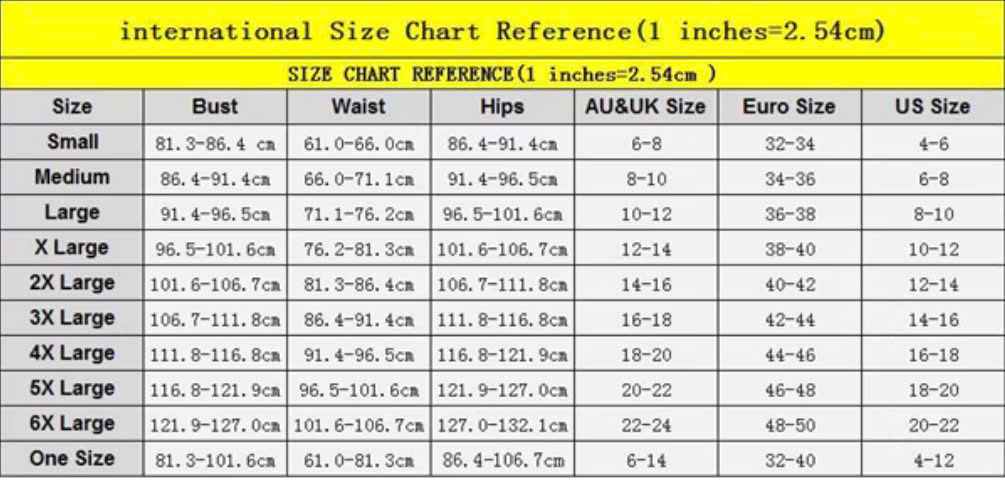 international Size Chart Reference(1 inches=2.54cm)
SIZE CHART REFERENCE(1 inches=2.54cm )
Size Bust Waist Hips AU&UK Size Euro Size US Size
Small 81.3-86.4 cm 61.0-66.0cm 86.4-91.4cm 6-8 32-34 4-6
Medium 86.4-91.4cm 66.0-71.1cm 91.4-96.5cm 8-10 34-36 6-8
Large 91.4-96.5cm 71.1-76.2cm 96.5-101.6cm 10-12 36-38 8-10
X Large 96.5-101.6cm 76.2-81.3cm 101.6-106.7cm 12-14 38-40 10-12
2X Large 101.6-106.7cm 81.3-86.4cm 106.7-111.8cm 14-16 40-42 12-14
3X Large 106.7-111.8cm 86.4-91.4cm 111.8-116.8cm 16-18 42-44 14-16
4X Large 111.8-116.8cm 91.4-96.5cm 116.8-121.9cm 18-20 44-46 16-18
5X Large 116.8-121.9cm 96.5-101.6cm 121.9-127.0cm 20-22 46-48 18-20
6X Large 121.9-127.0cm 101.6-106.7cm 127.0-132.1cm 22-24 48-50 20-22
One Size 81.3-101.6cm 61.0-81.3cm 86.4-106.7cm 6-14 32-40 4-12